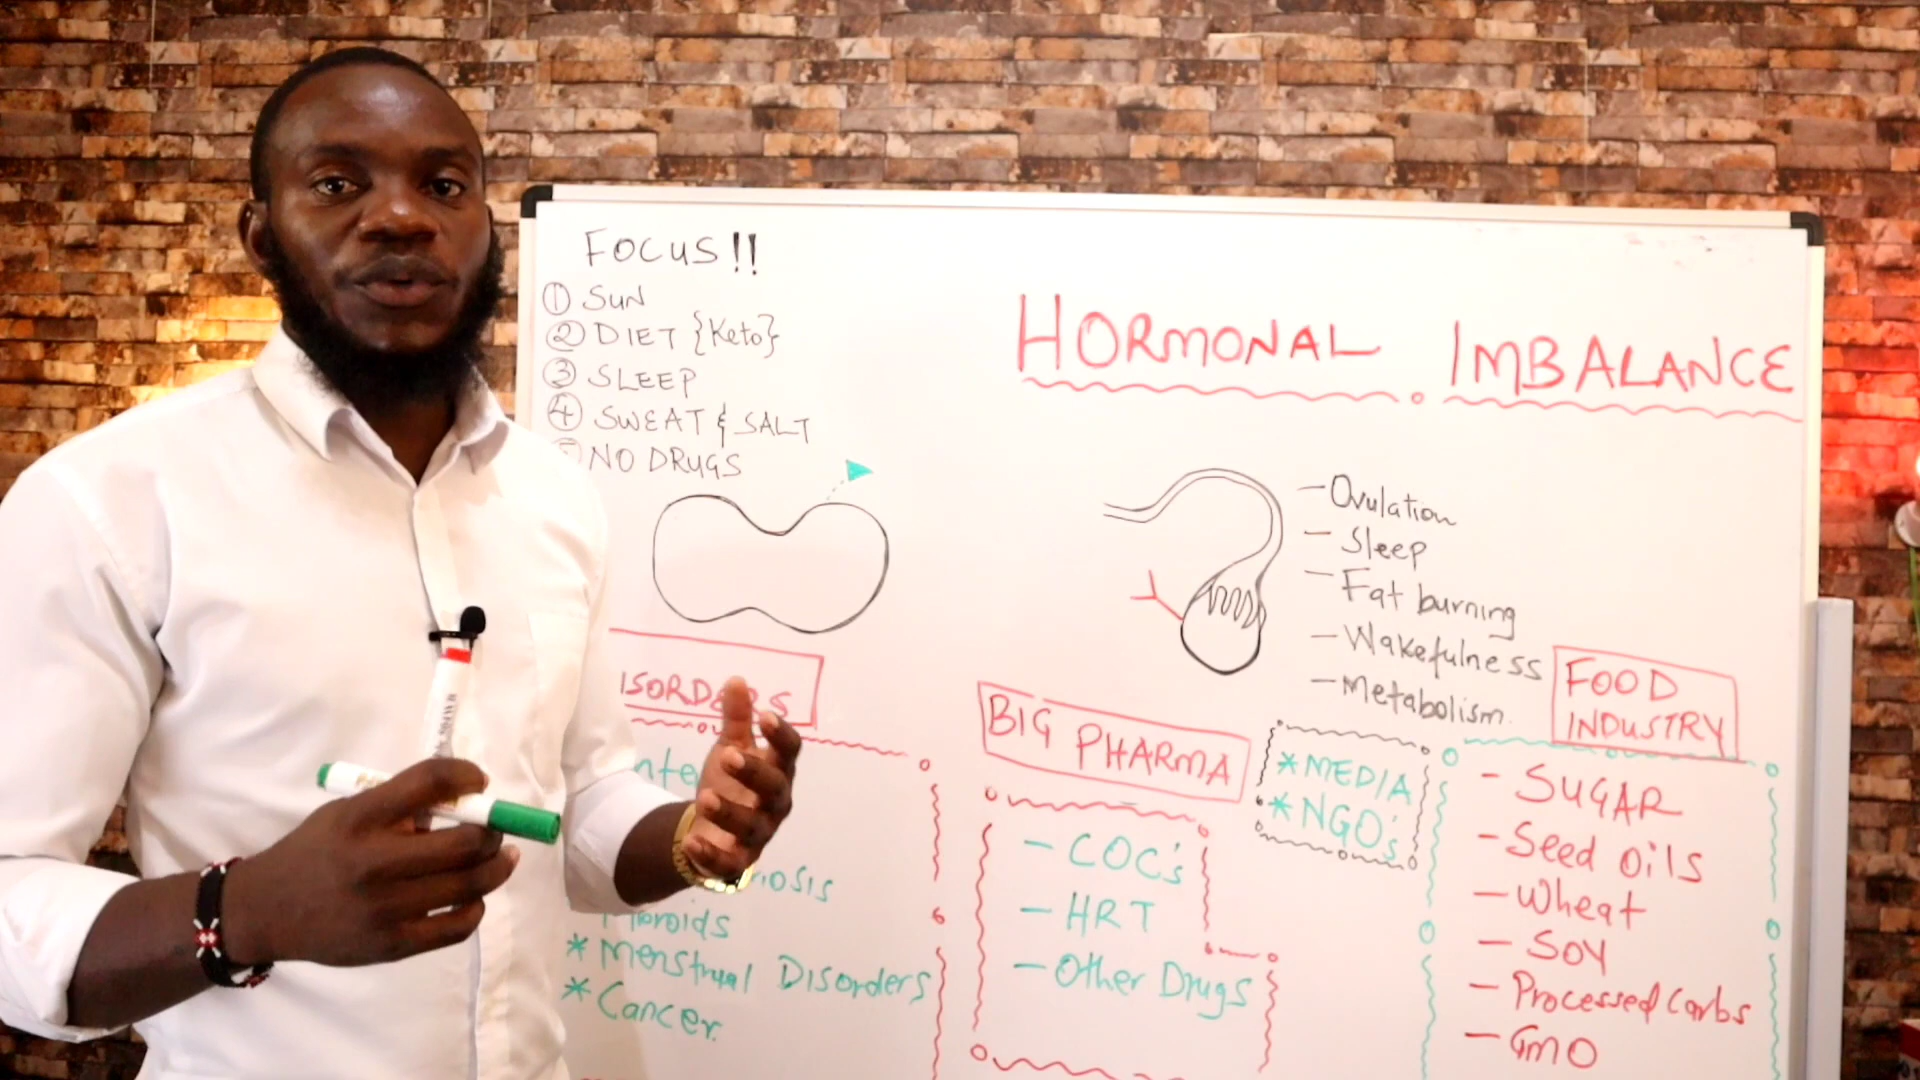 FOCUS!!
① SUN
② DIET {Keto}
③ SLEEP
④ SWEAT & SALT
NO DRUGS
HORMONAL IMBALANCE
- Ovulation
- Sleep
- Fat burning
- Wakefulness
- Metabolism
ISORDERS
* Menstrual Disorders
* Cancer
BIG PHARMA
- COC's
- HRT
- Other Drugs
* MEDIA
* NGO's
FOOD
INDUSTRY
- SUGAR
- Seed oils
- Wheat
- SOY
- Processed Carbs
- GMO